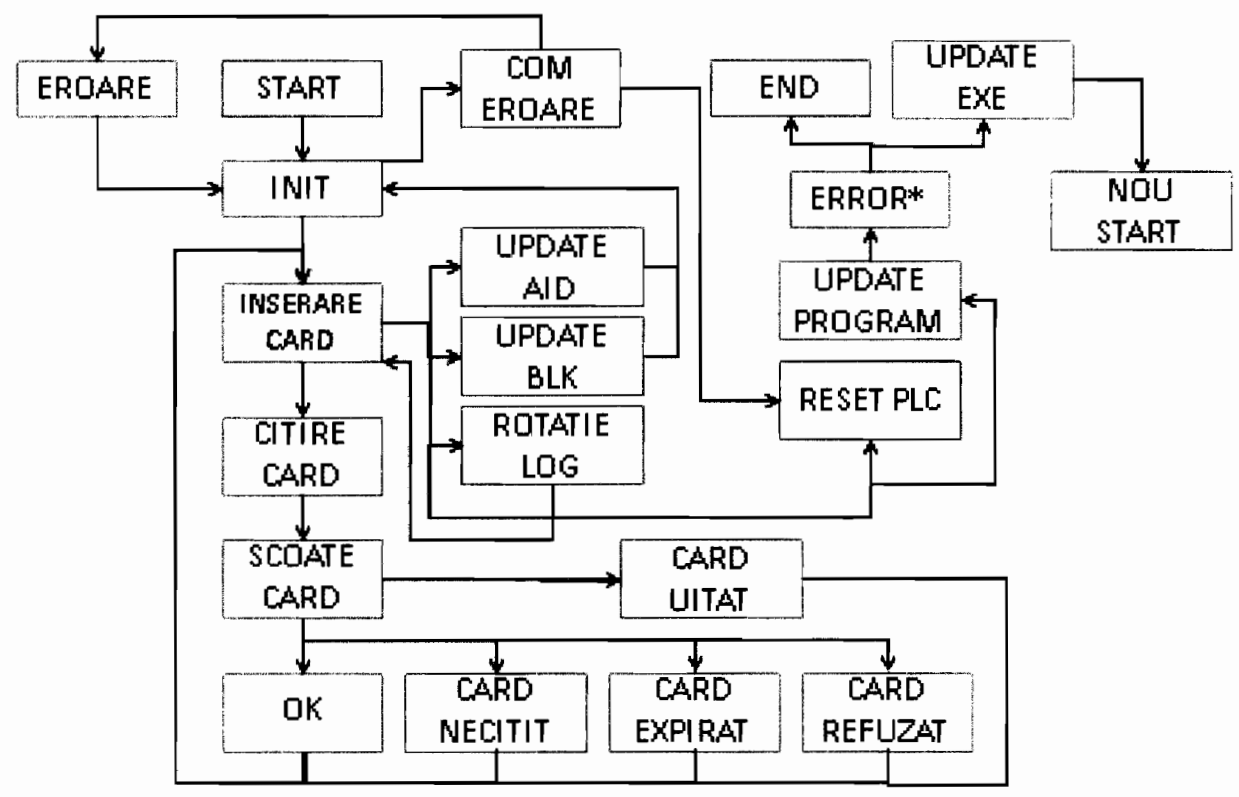 EROARE
START
COM
EROARE
END
UPDATE
EXE
INIT
ERROR*
NOU
START
UPDATE
AID
UPDATE
PROGRAM
INSERARE
CARD
UPDATE
BLK
RESET PLC
CITIRE
CARD
ROTATIE
LOG
SCOATE
CARD
CARD
UITAT
OK
CARD
NECITIT
CARD
EXPIRAT
CARD
REFUZAT